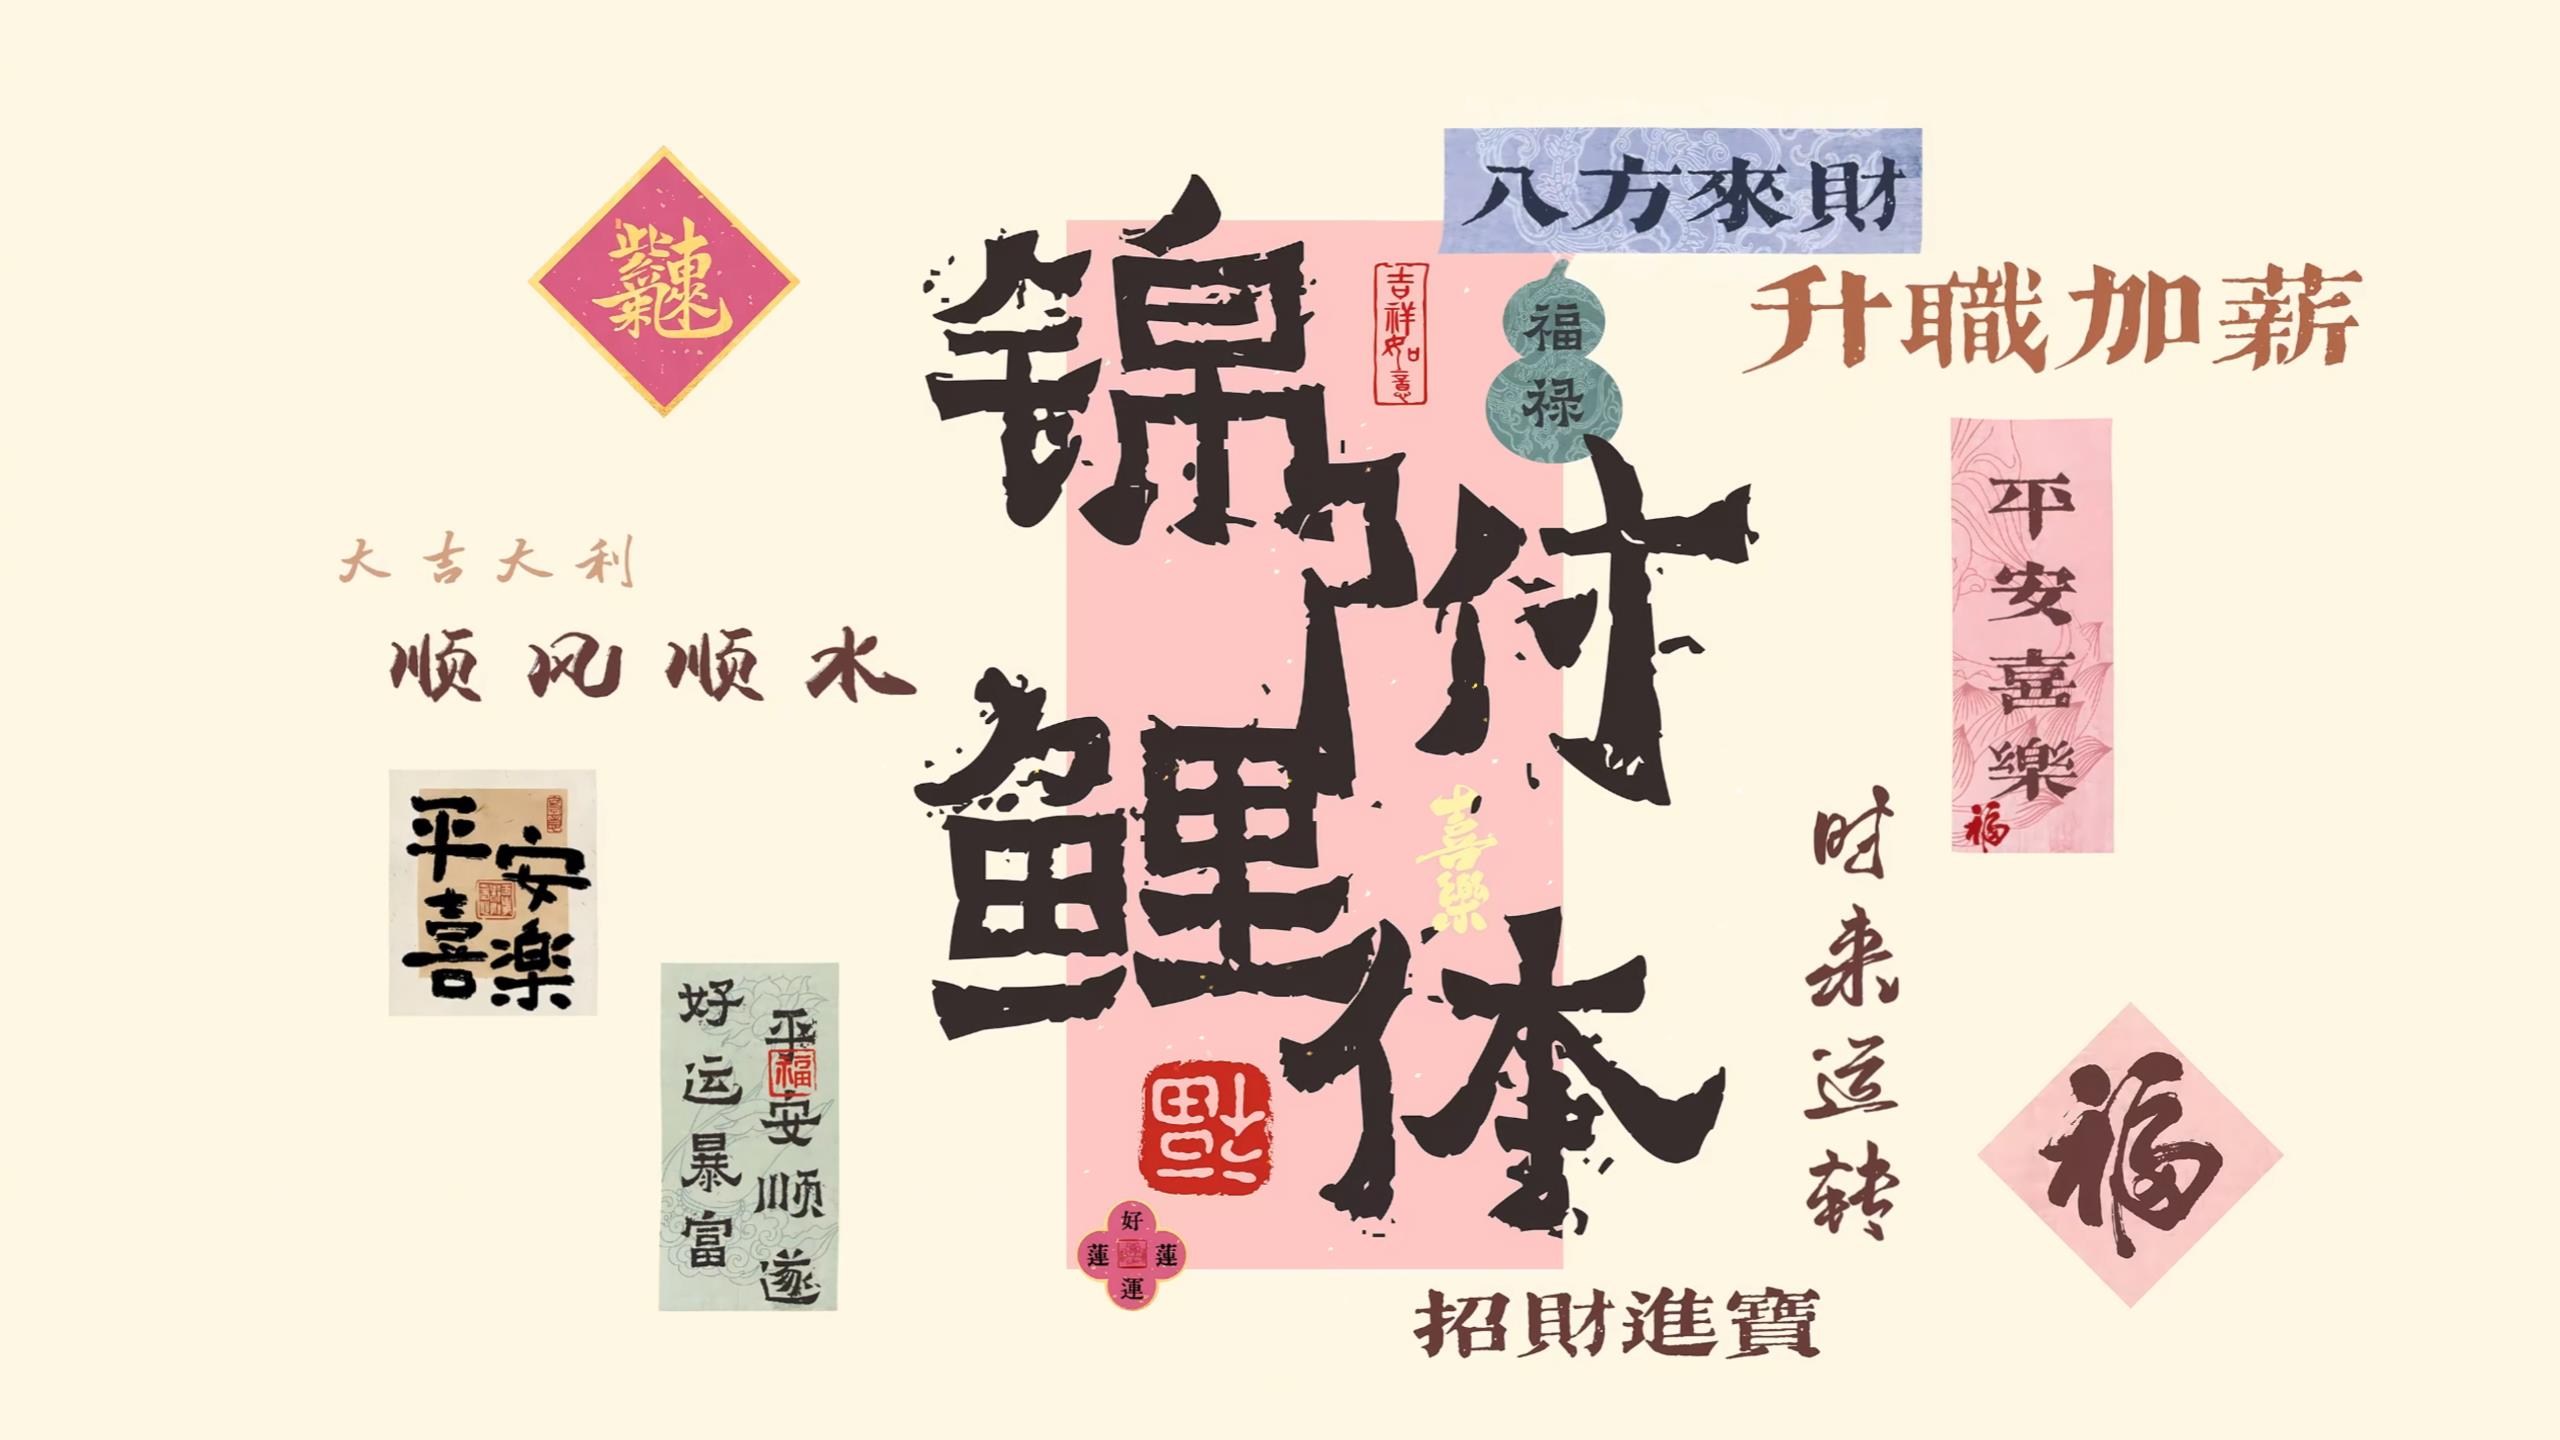 八方來財
升職加薪
锦鲤附体
吉祥如意
福禄
平安喜樂
福
大吉大利
顺风顺水
平安喜楽
喜樂
时来运转
平安顺遂
福
好运暴富
福
福
好運蓮蓮
招財進寶